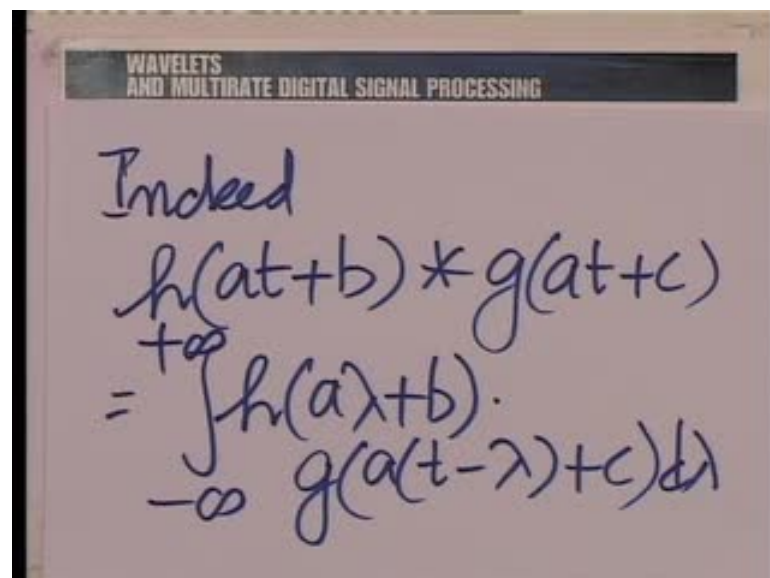 WAVELETS
AND MULTIRATE DIGITAL SIGNAL PROCESSING
Indeed
h(at+b) * g(at+c)
= ∫_{-∞}^{+∞} h(aλ+b).
g(a(t-λ)+c)dλ